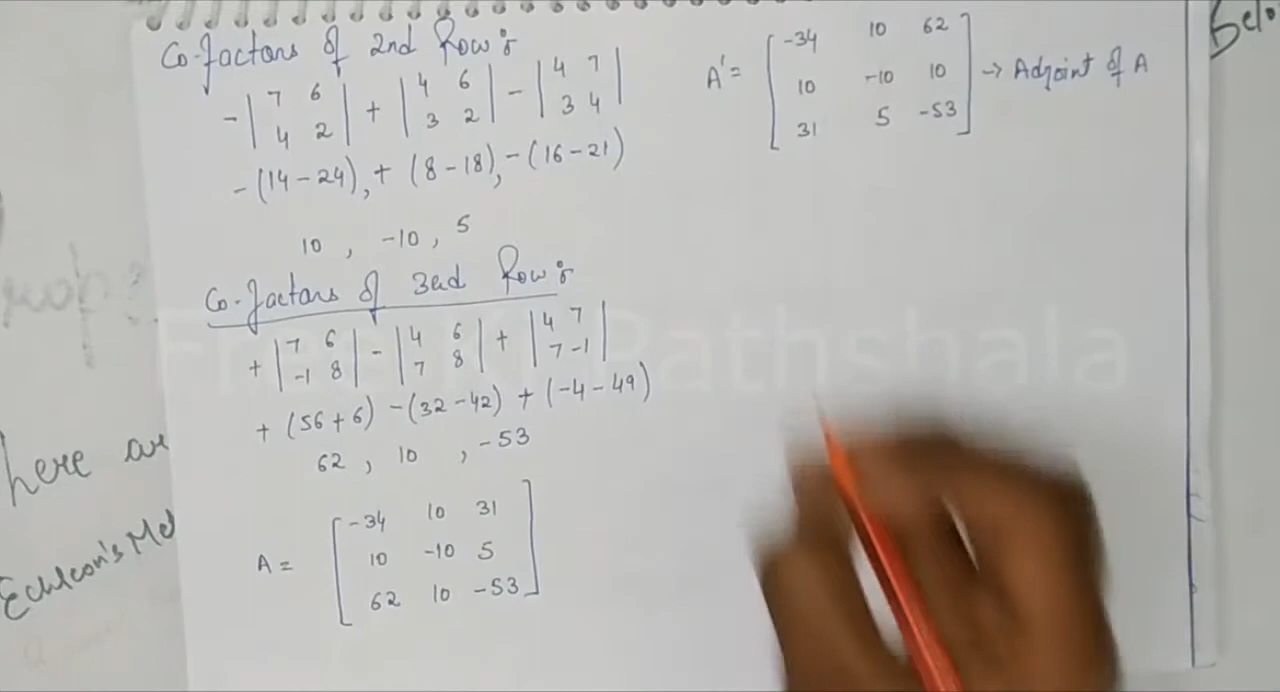 Co-factors of 2nd Row:
-|7 6; 4 2| + |4 6; 3 2| - |4 7; 3 4|
-(14-24), + (8-18), -(16-21)
10 , -10 , 5
Co-factors of 3rd Row:
+|7 6; -1 8| - |4 6; 7 8| + |4 7; 7 -1|
+ (56+6) -(32-42) + (-4-49)
62 , 10 , -53
A = [-34 10 31
10 -10 5
62 10 -53]
A' = [-34 10 62
10 -10 10 → Adjoint of A
31 5 -53]
Pathshala
here are
Echleon's